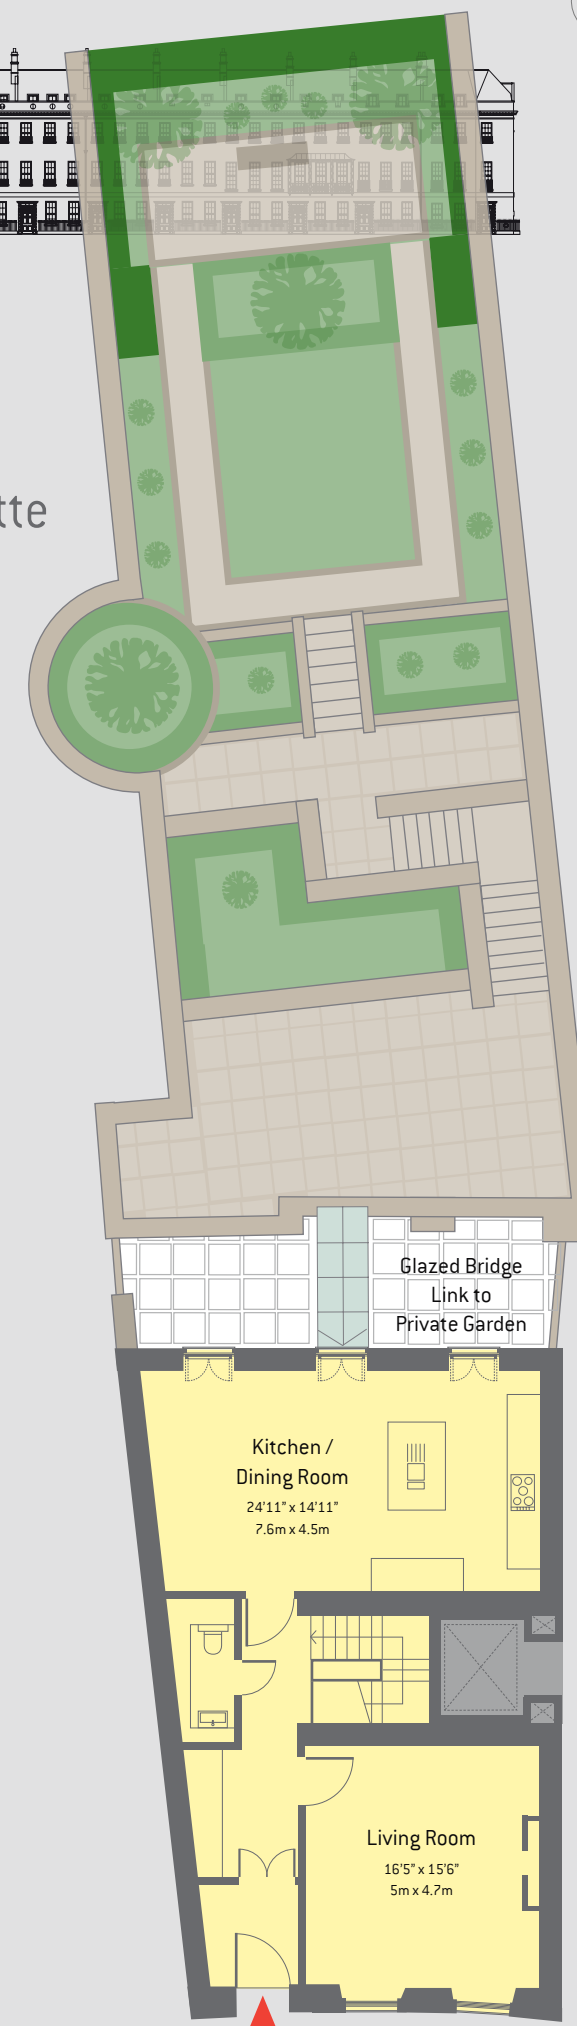 tte
Glazed Bridge
Link to
Private Garden
Kitchen /
Dining Room
24'11" x 14'11"
7.6m x 4.5m
Living Room
16'5" x 15'6"
5m x 4.7m